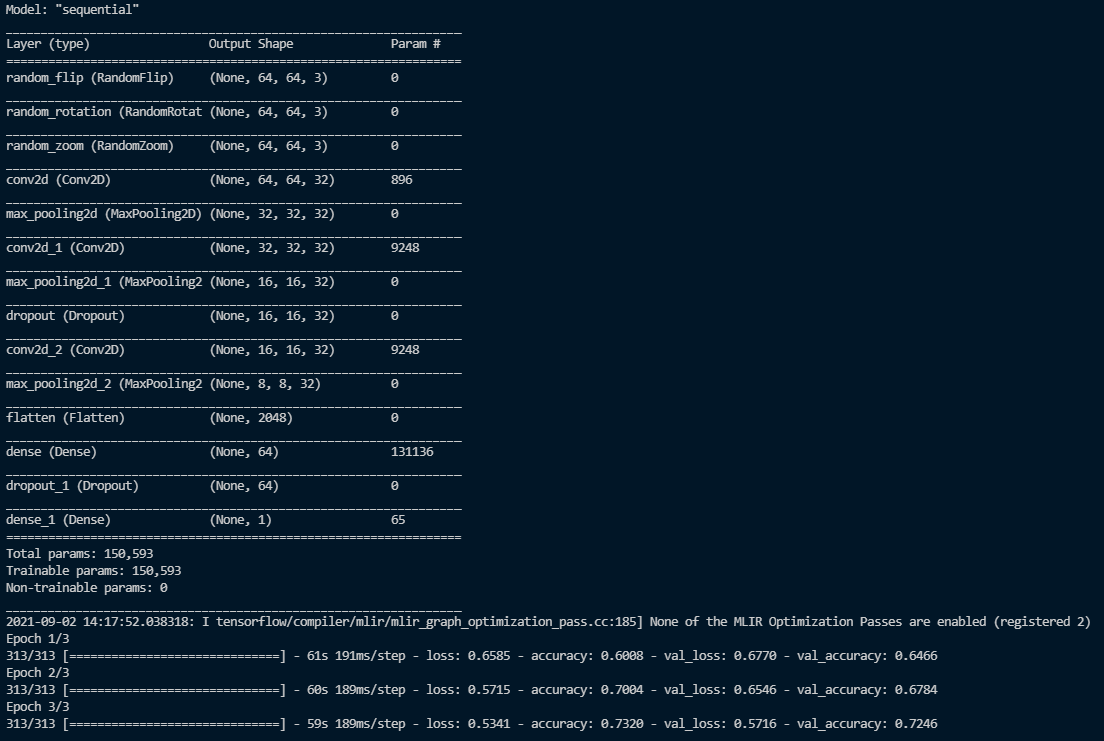 Model: "sequential"
_________________________________________________________________
Layer (type)                 Output Shape              Param #
=================================================================
random_flip (RandomFlip)     (None, 64, 64, 3)         0
_________________________________________________________________
random_rotation (RandomRotat (None, 64, 64, 3)         0
_________________________________________________________________
random_zoom (RandomZoom)     (None, 64, 64, 3)         0
_________________________________________________________________
conv2d (Conv2D)              (None, 64, 64, 32)        896
_________________________________________________________________
max_pooling2d (MaxPooling2D) (None, 32, 32, 32)        0
_________________________________________________________________
conv2d_1 (Conv2D)            (None, 32, 32, 32)        9248
_________________________________________________________________
max_pooling2d_1 (MaxPooling2 (None, 16, 16, 32)        0
_________________________________________________________________
dropout (Dropout)            (None, 16, 16, 32)        0
_________________________________________________________________
conv2d_2 (Conv2D)            (None, 16, 16, 32)        9248
_________________________________________________________________
max_pooling2d_2 (MaxPooling2 (None, 8, 8, 32)          0
_________________________________________________________________
flatten (Flatten)            (None, 2048)              0
_________________________________________________________________
dense (Dense)                (None, 64)                131136
_________________________________________________________________
dropout_1 (Dropout)          (None, 64)                0
_________________________________________________________________
dense_1 (Dense)              (None, 1)                 65
=================================================================
Total params: 150,593
Trainable params: 150,593
Non-trainable params: 0
_________________________________________________________________
2021-09-02 14:17:52.038318: I tensorflow/compiler/mlir/mlir_graph_optimization_pass.cc:185] None of the MLIR Optimization Passes are enabled (registered 2)
Epoch 1/3
313/313 [==============================] - 61s 191ms/step - loss: 0.6585 - accuracy: 0.6008 - val_loss: 0.6770 - val_accuracy: 0.6466
Epoch 2/3
313/313 [==============================] - 60s 189ms/step - loss: 0.5715 - accuracy: 0.7004 - val_loss: 0.6546 - val_accuracy: 0.6784
Epoch 3/3
313/313 [==============================] - 59s 189ms/step - loss: 0.5341 - accuracy: 0.7320 - val_loss: 0.5716 - val_accuracy: 0.7246